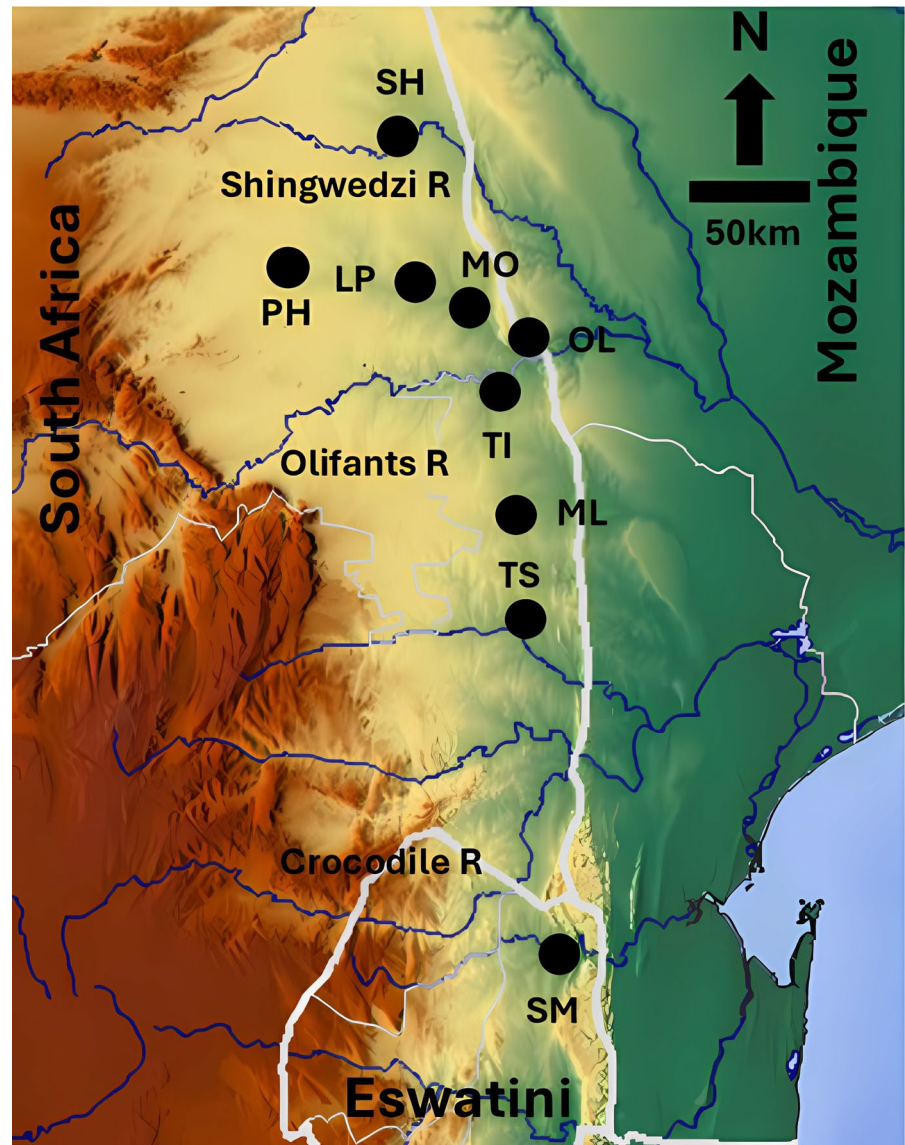 N
SH
Mozambique
Shingwedzi R
50km
South Africa
MO
LP
PH
OL
TI
Olifants R
ML
TS
Crocodile R
SM
Eswatini